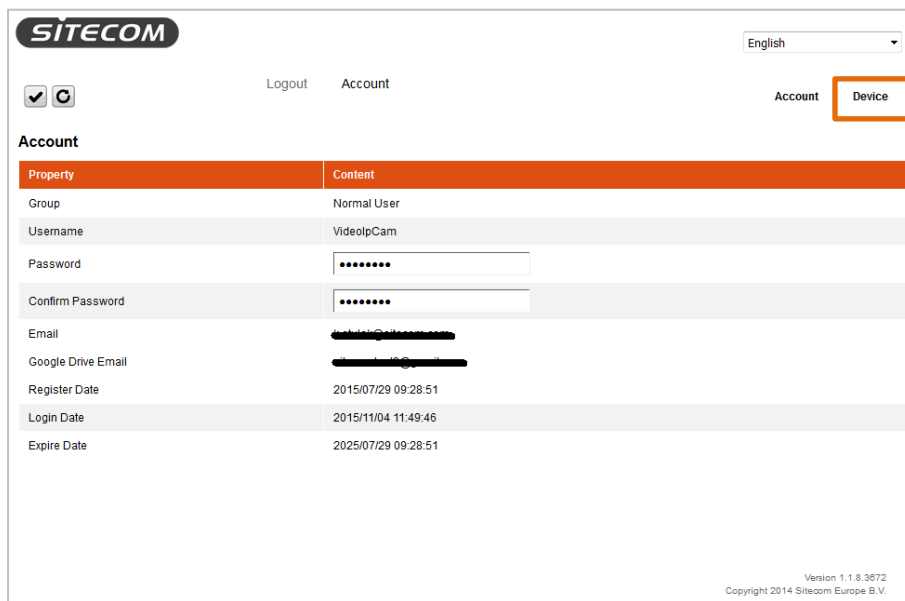 SITECOM
English
Logout Account
Account Device
Account
Property Content
Group Normal User
Username VideoIpCam
Password ••••••••
Confirm Password ••••••••
Email
Google Drive Email
Register Date 2015/07/29 09:28:51
Login Date 2015/11/04 11:49:46
Expire Date 2025/07/29 09:28:51
Version 1.1.8.3672
Copyright 2014 Sitecom Europe B.V.